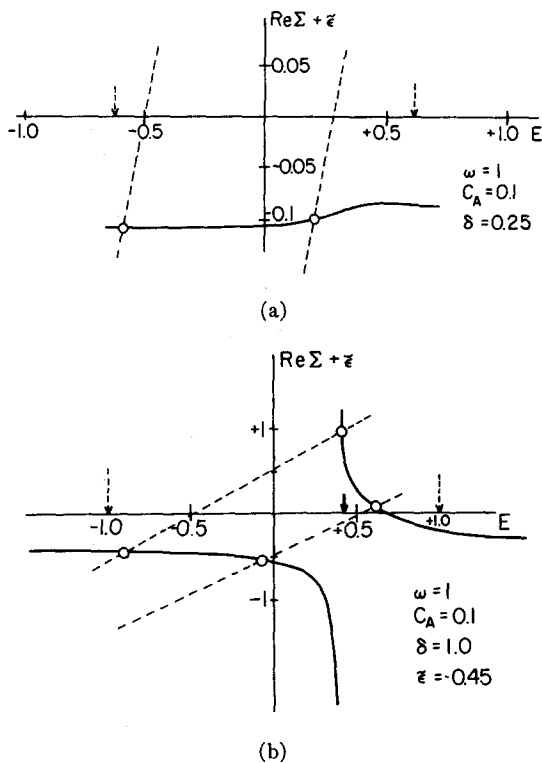 Re Σ + ε̃
0.05
-1.0
-0.5
+0.5
+1.0
E
-0.05
-0.1
ω = 1
C_A = 0.1
δ = 0.25
(a)
Re Σ + ε̃
+1
-1.0
-0.5
+0.5
+1.0
E
-1
ω = 1
C_A = 0.1
δ = 1.0
ε̃ = -0.45
(b)